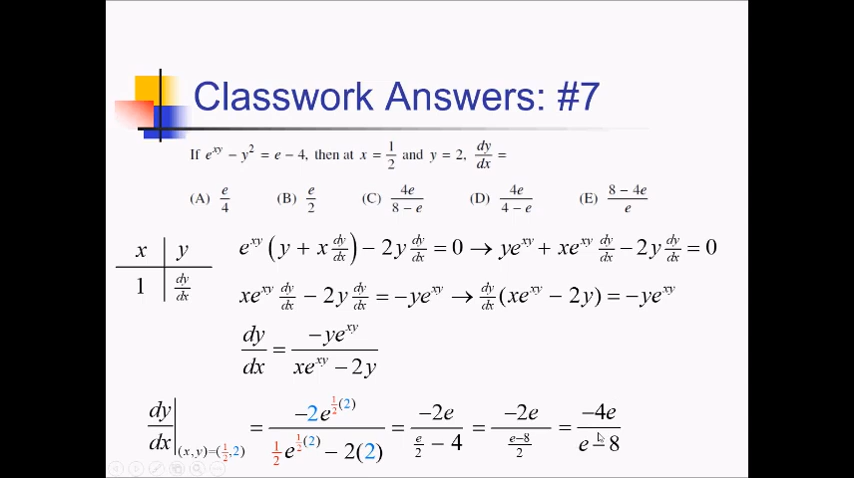 Classwork Answers: #7
If e^{xy} − y^2 = e − 4, then at x = 1/2 and y = 2, dy/dx =
(A) e/4 (B) e/2 (C) 4e/(8 − e) (D) 4e/(4 − e) (E) (8 − 4e)/e
x | y
1 | dy/dx
e^{xy}(y + x dy/dx) − 2y dy/dx = 0 → ye^{xy} + xe^{xy} dy/dx − 2y dy/dx = 0
xe^{xy} dy/dx − 2y dy/dx = −ye^{xy} → dy/dx(xe^{xy} − 2y) = −ye^{xy}
dy/dx = −ye^{xy}/(xe^{xy} − 2y)
dy/dx|_{(x,y)=(1/2,2)} = −2e^{1/2(2)}/(1/2 e^{1/2(2)} − 2(2)) = −2e/(e/2 − 4) = −2e/((e−8)/2) = −4e/(e − 8)